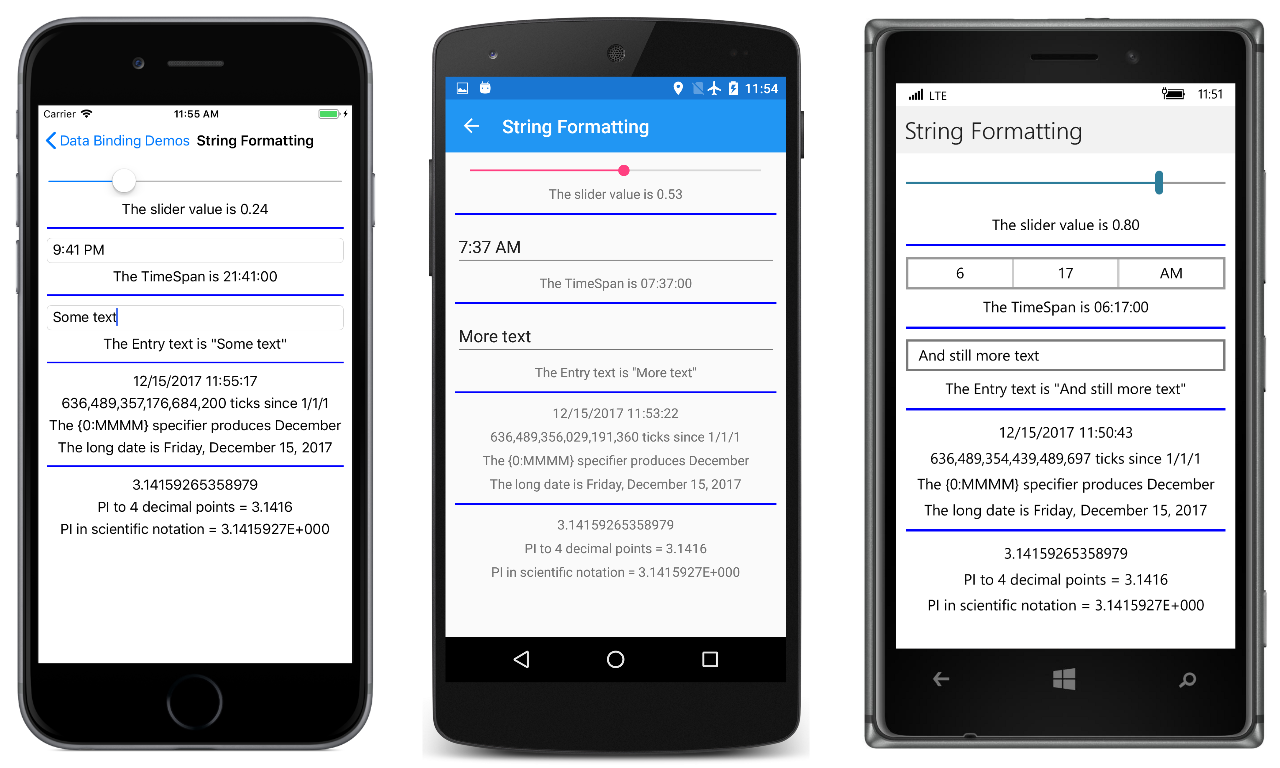 Carrier 11:55 AM
Data Binding Demos String Formatting
The slider value is 0.24
9:41 PM
The TimeSpan is 21:41:00
Some text
The Entry text is "Some text"
12/15/2017 11:55:17
636,489,357,176,684,200 ticks since 1/1/1
The {0:MMMM} specifier produces December
The long date is Friday, December 15, 2017
3.14159265358979
PI to 4 decimal points = 3.1416
PI in scientific notation = 3.1415927E+000
11:54
String Formatting
The slider value is 0.53
7:37 AM
The TimeSpan is 07:37:00
More text
The Entry text is "More text"
12/15/2017 11:53:22
636,489,356,029,191,360 ticks since 1/1/1
The {0:MMMM} specifier produces December
The long date is Friday, December 15, 2017
3.14159265358979
PI to 4 decimal points = 3.1416
PI in scientific notation = 3.1415927E+000
LTE 11:51
String Formatting
The slider value is 0.80
6 17 AM
The TimeSpan is 06:17:00
And still more text
The Entry text is "And still more text"
12/15/2017 11:50:43
636,489,354,439,489,697 ticks since 1/1/1
The {0:MMMM} specifier produces December
The long date is Friday, December 15, 2017
3.14159265358979
PI to 4 decimal points = 3.1416
PI in scientific notation = 3.1415927E+000